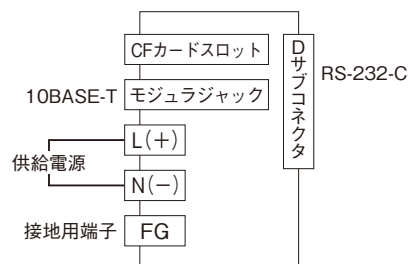 CFカードスロット
Dサブコネクタ
RS-232-C
10BASE-T
モジュラジャック
L(+)
供給電源
N(−)
接地用端子
FG